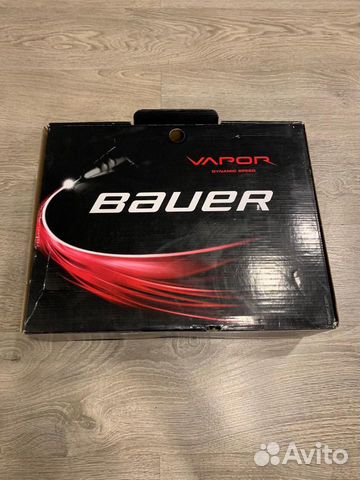 VAPOR
DYNAMIC SPEED
BAUER
Avito